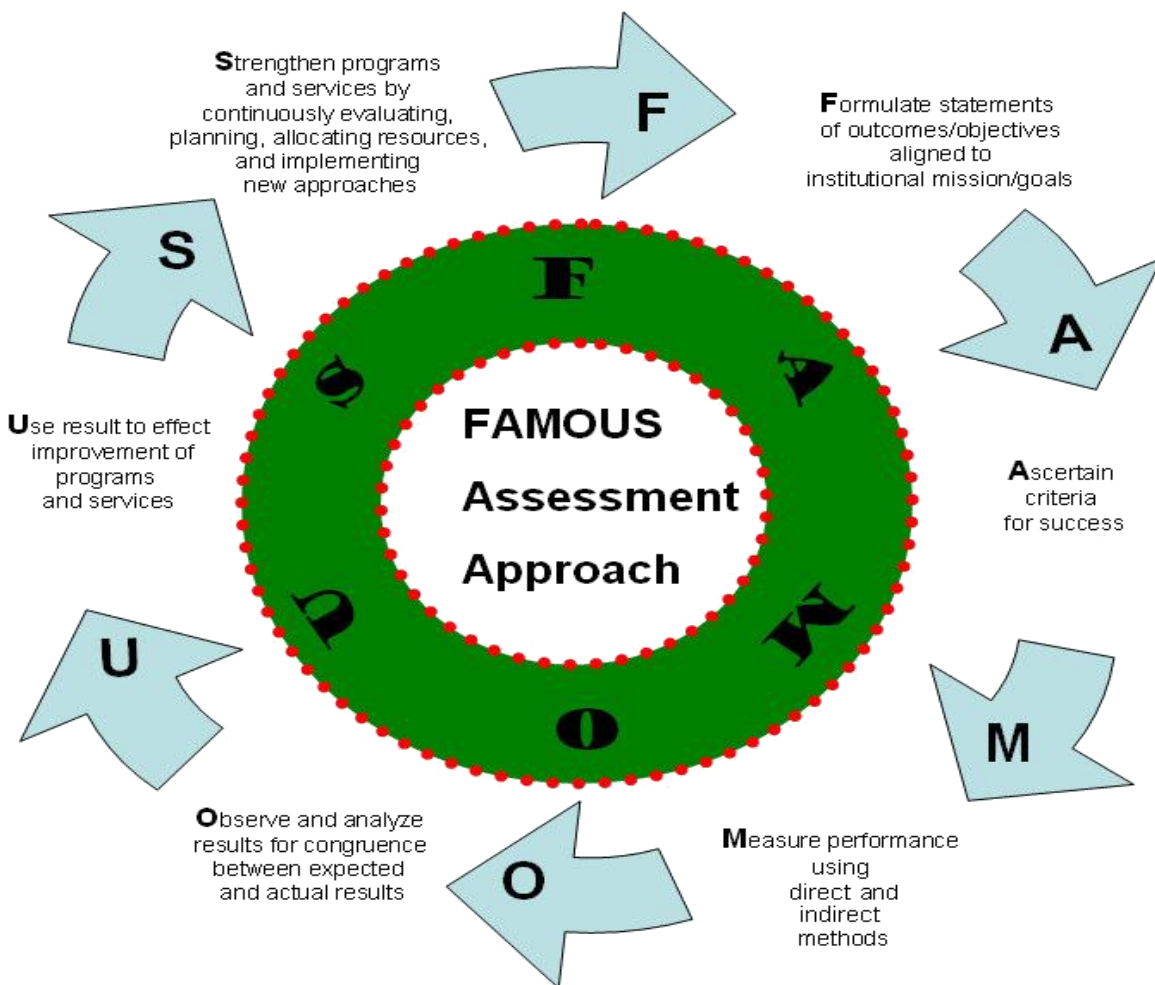 Strengthen programs
and services by
continuously evaluating,
planning, allocating resources,
and implementing
new approaches
F
Formulate statements
of outcomes/objectives
aligned to
institutional mission/goals
S
A
F
S
A
FAMOUS
Assessment
Approach
Use result to effect
improvement of
programs
and services
Ascertain
criteria
for success
U
M
O
U
M
O
Observe and analyze
results for congruence
between expected
and actual results
Measure performance
using
direct and
indirect
methods